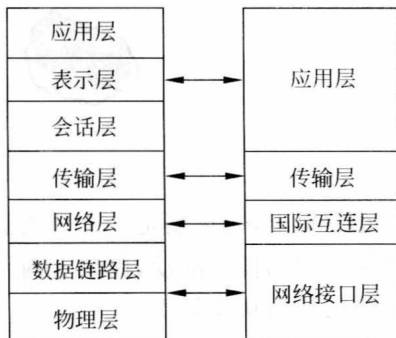 应用层
表示层
会话层
传输层
网络层
数据链路层
物理层
应用层
传输层
国际互连层
网络接口层